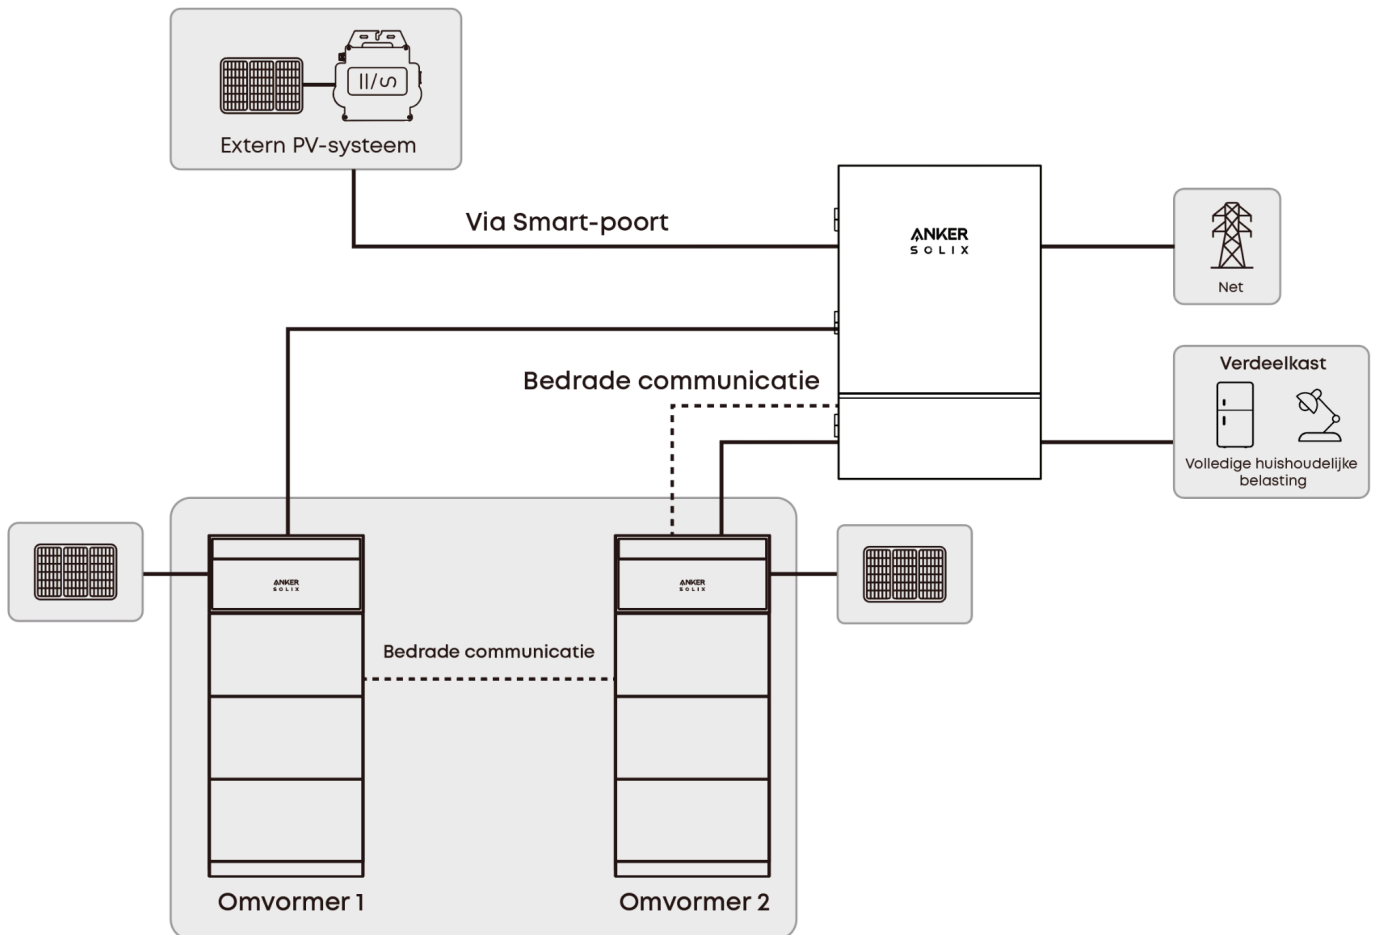 Extern PV-systeem
Via Smart-poort
ANKER
SOLIX
Net
Bedrade communicatie
Verdeelkast
Volledige huishoudelijke
belasting
ANKER
SOLIX
ANKER
SOLIX
Bedrade communicatie
Omvormer 1
Omvormer 2